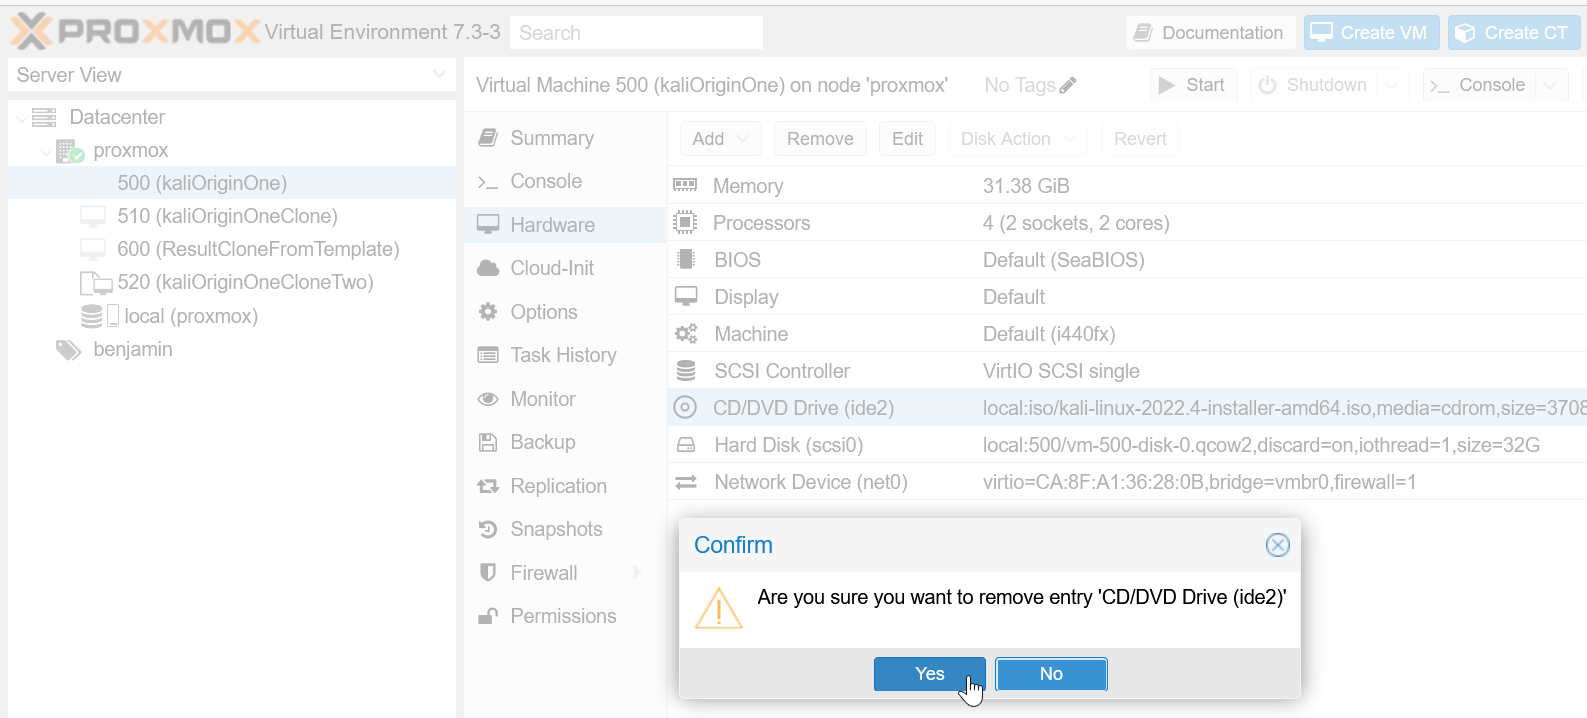 PROXMOX Virtual Environment 7.3-3 Search Documentation Create VM Create CT
Server View
Datacenter
proxmox
500 (kaliOriginOne)
510 (kaliOriginOneClone)
600 (ResultCloneFromTemplate)
520 (kaliOriginOneCloneTwo)
local (proxmox)
benjamin
Virtual Machine 500 (kaliOriginOne) on node 'proxmox' No Tags Start Shutdown Console
Summary
Console
Hardware
Cloud-Init
Options
Task History
Monitor
Backup
Replication
Snapshots
Firewall
Permissions
Add Remove Edit Disk Action Revert
Memory 31.38 GiB
Processors 4 (2 sockets, 2 cores)
BIOS Default (SeaBIOS)
Display Default
Machine Default (i440fx)
SCSI Controller VirtIO SCSI single
CD/DVD Drive (ide2) local:iso/kali-linux-2022.4-installer-amd64.iso,media=cdrom,size=3708
Hard Disk (scsi0) local:500/vm-500-disk-0.qcow2,discard=on,iothread=1,size=32G
Network Device (net0) virtio=CA:8F:A1:36:28:0B,bridge=vmbr0,firewall=1
Confirm
Are you sure you want to remove entry 'CD/DVD Drive (ide2)'
Yes No